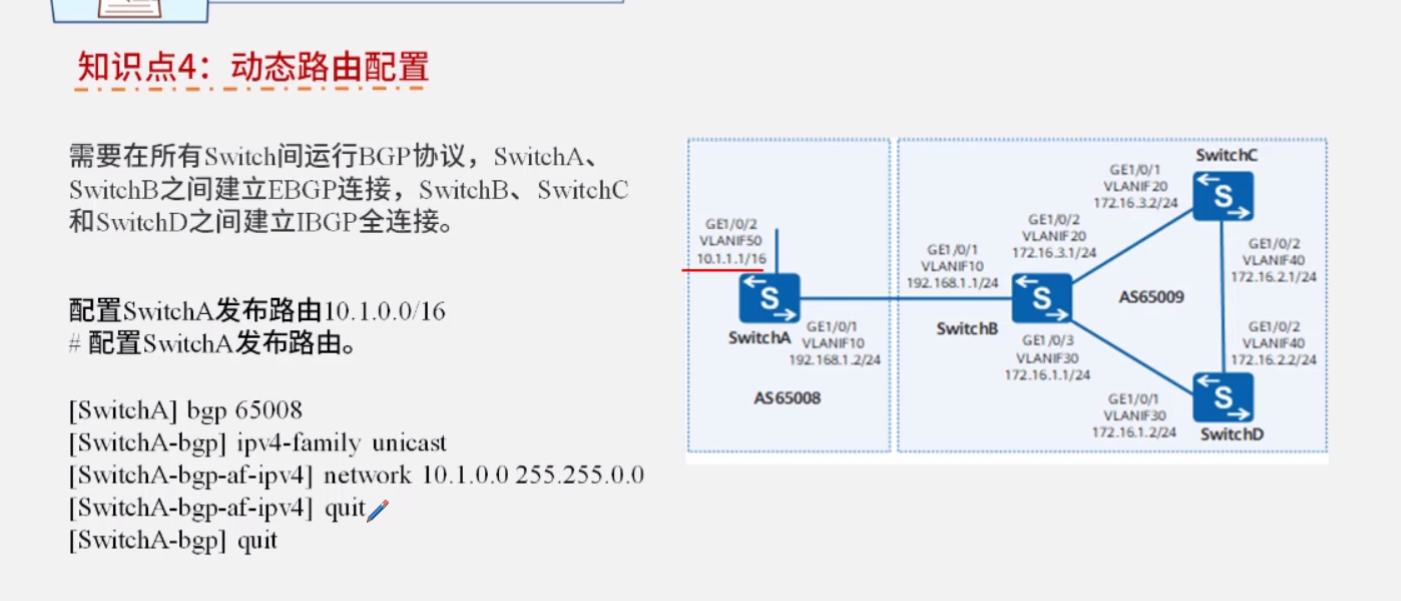 知识点4：动态路由配置
需要在所有Switch间运行BGP协议，SwitchA、
SwitchB之间建立EBGP连接，SwitchB、SwitchC
和SwitchD之间建立IBGP全连接。
配置SwitchA发布路由10.1.0.0/16
# 配置SwitchA发布路由。
[SwitchA] bgp 65008
[SwitchA-bgp] ipv4-family unicast
[SwitchA-bgp-af-ipv4] network 10.1.0.0 255.255.0.0
[SwitchA-bgp-af-ipv4] quit
[SwitchA-bgp] quit
GE1/0/2
VLANIF50
10.1.1.1/16
S
SwitchA
GE1/0/1
VLANIF10
192.168.1.2/24
AS65008
GE1/0/1
VLANIF10
192.168.1.1/24
S
SwitchB
GE1/0/2
VLANIF20
172.16.3.1/24
GE1/0/3
VLANIF30
172.16.1.1/24
AS65009
SwitchC
GE1/0/1
VLANIF20
172.16.3.2/24
S
GE1/0/2
VLANIF40
172.16.2.1/24
GE1/0/2
VLANIF40
172.16.2.2/24
S
GE1/0/1
VLANIF30
172.16.1.2/24
SwitchD